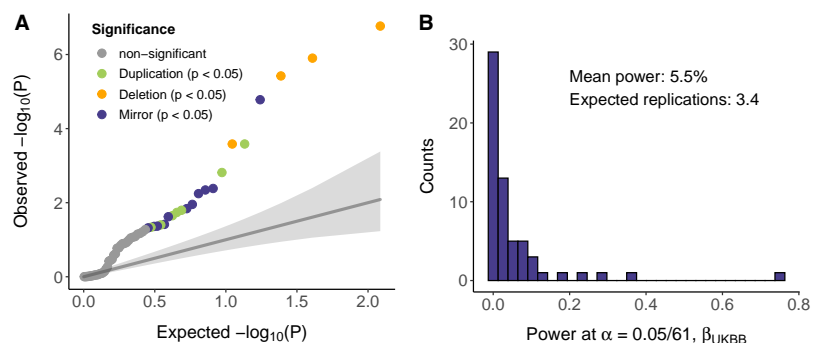 A
Significance
non-significant
Duplication (p < 0.05)
Deletion (p < 0.05)
Mirror (p < 0.05)
Observed −log10(P)
6
4
2
0
0.0 0.5 1.0 1.5 2.0
Expected −log10(P)
B
Mean power: 5.5%
Expected replications: 3.4
Counts
30
20
10
0
0.0 0.2 0.4 0.6 0.8
Power at α = 0.05/61, βUKBB